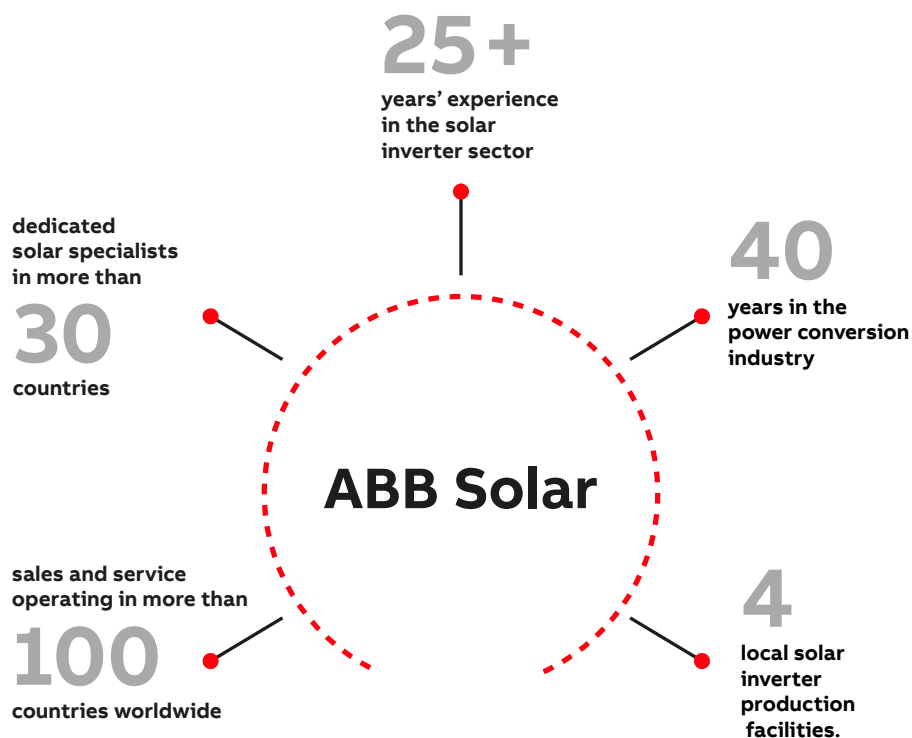 25+
years’ experience
in the solar
inverter sector
dedicated
solar specialists
in more than
30
countries
40
years in the
power conversion
industry
ABB Solar
sales and service
operating in more than
100
countries worldwide
4
local solar
inverter
production
facilities.